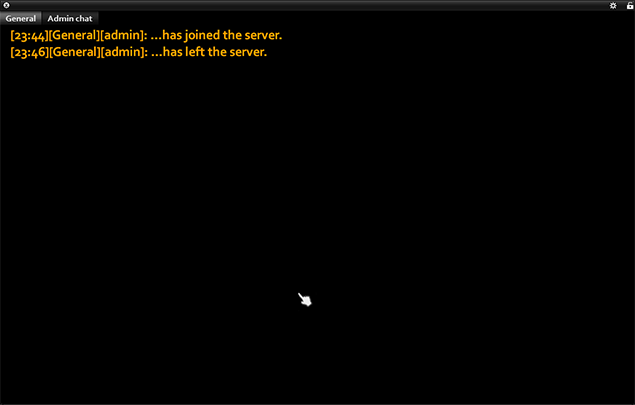 General Admin chat
[23:44][General][admin]: ...has joined the server.
[23:46][General][admin]: ...has left the server.